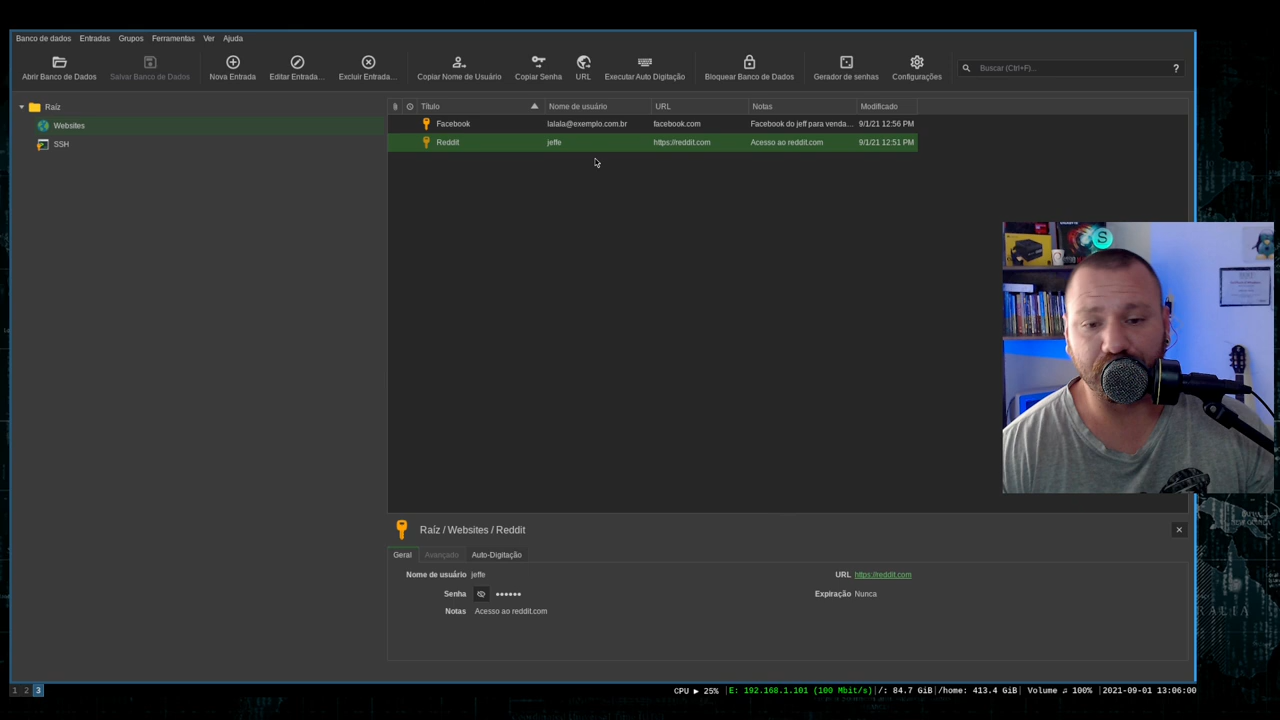 Banco de dados Entradas Grupos Ferramentas Ver Ajuda
Abrir Banco de Dados Salvar Banco de Dados Nova Entrada Editar Entrada... Excluir Entrada... Copiar Nome de Usuário Copiar Senha URL Executar Auto Digitação Bloquear Banco de Dados Gerador de senhas Configurações Buscar (Ctrl+F)... ?
Raíz
Websites
SSH
Título Nome de usuário URL Notas Modificado
Facebook lalala@exemplo.com.br facebook.com Facebook do jeff para venda... 9/1/21 12:56 PM
Reddit jeffe https://reddit.com Acesso ao reddit.com 9/1/21 12:51 PM
S
Raíz / Websites / Reddit
Geral Avançado Auto-Digitação
Nome de usuário jeffe URL https://reddit.com
Senha •••••• Expiração Nunca
Notas Acesso ao reddit.com
1 2 3 CPU ▶ 25% |E: 192.168.1.101 (100 Mbit/s)|/: 84.7 GiB|/home: 413.4 GiB| Volume ♫ 100% |2021-09-01 13:06:00